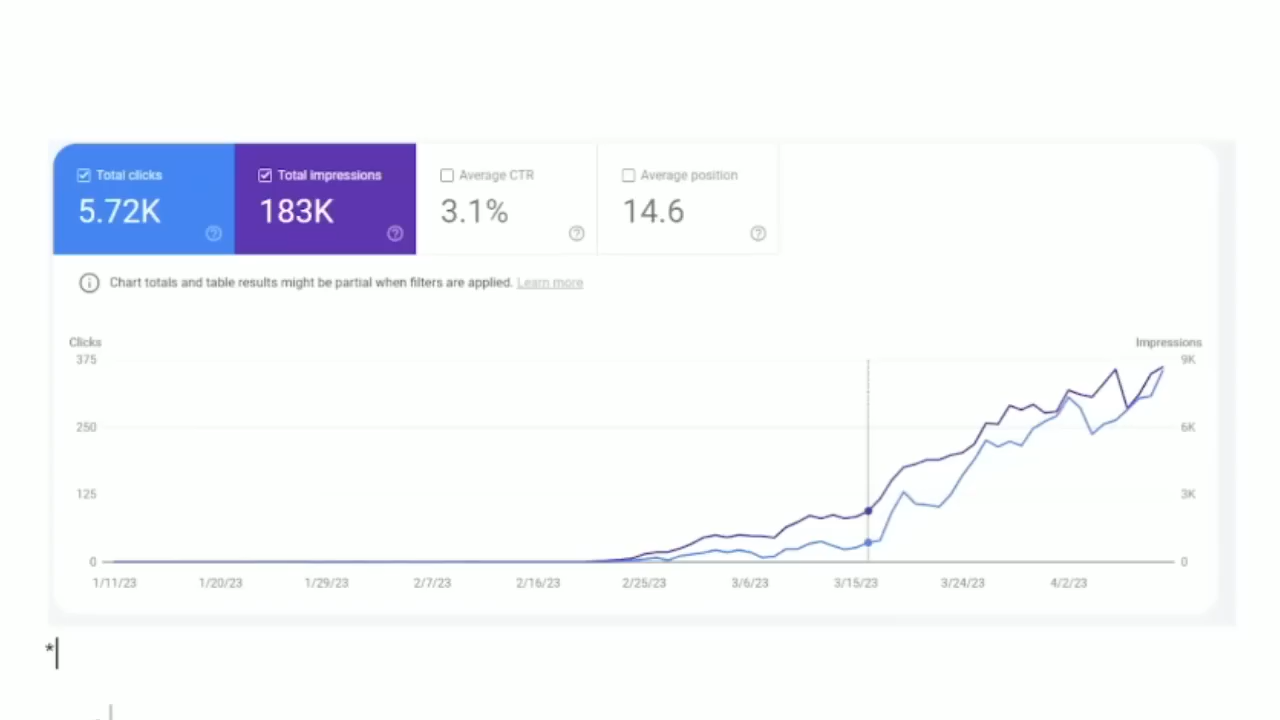 Total clicks Total impressions Average CTR Average position
5.72K 183K 3.1% 14.6
Chart totals and table results might be partial when filters are applied. Learn more
Clicks Impressions
375 9K
250 6K
125 3K
0 0
1/11/23 1/20/23 1/29/23 2/7/23 2/16/23 2/25/23 3/6/23 3/15/23 3/24/23 4/2/23
*